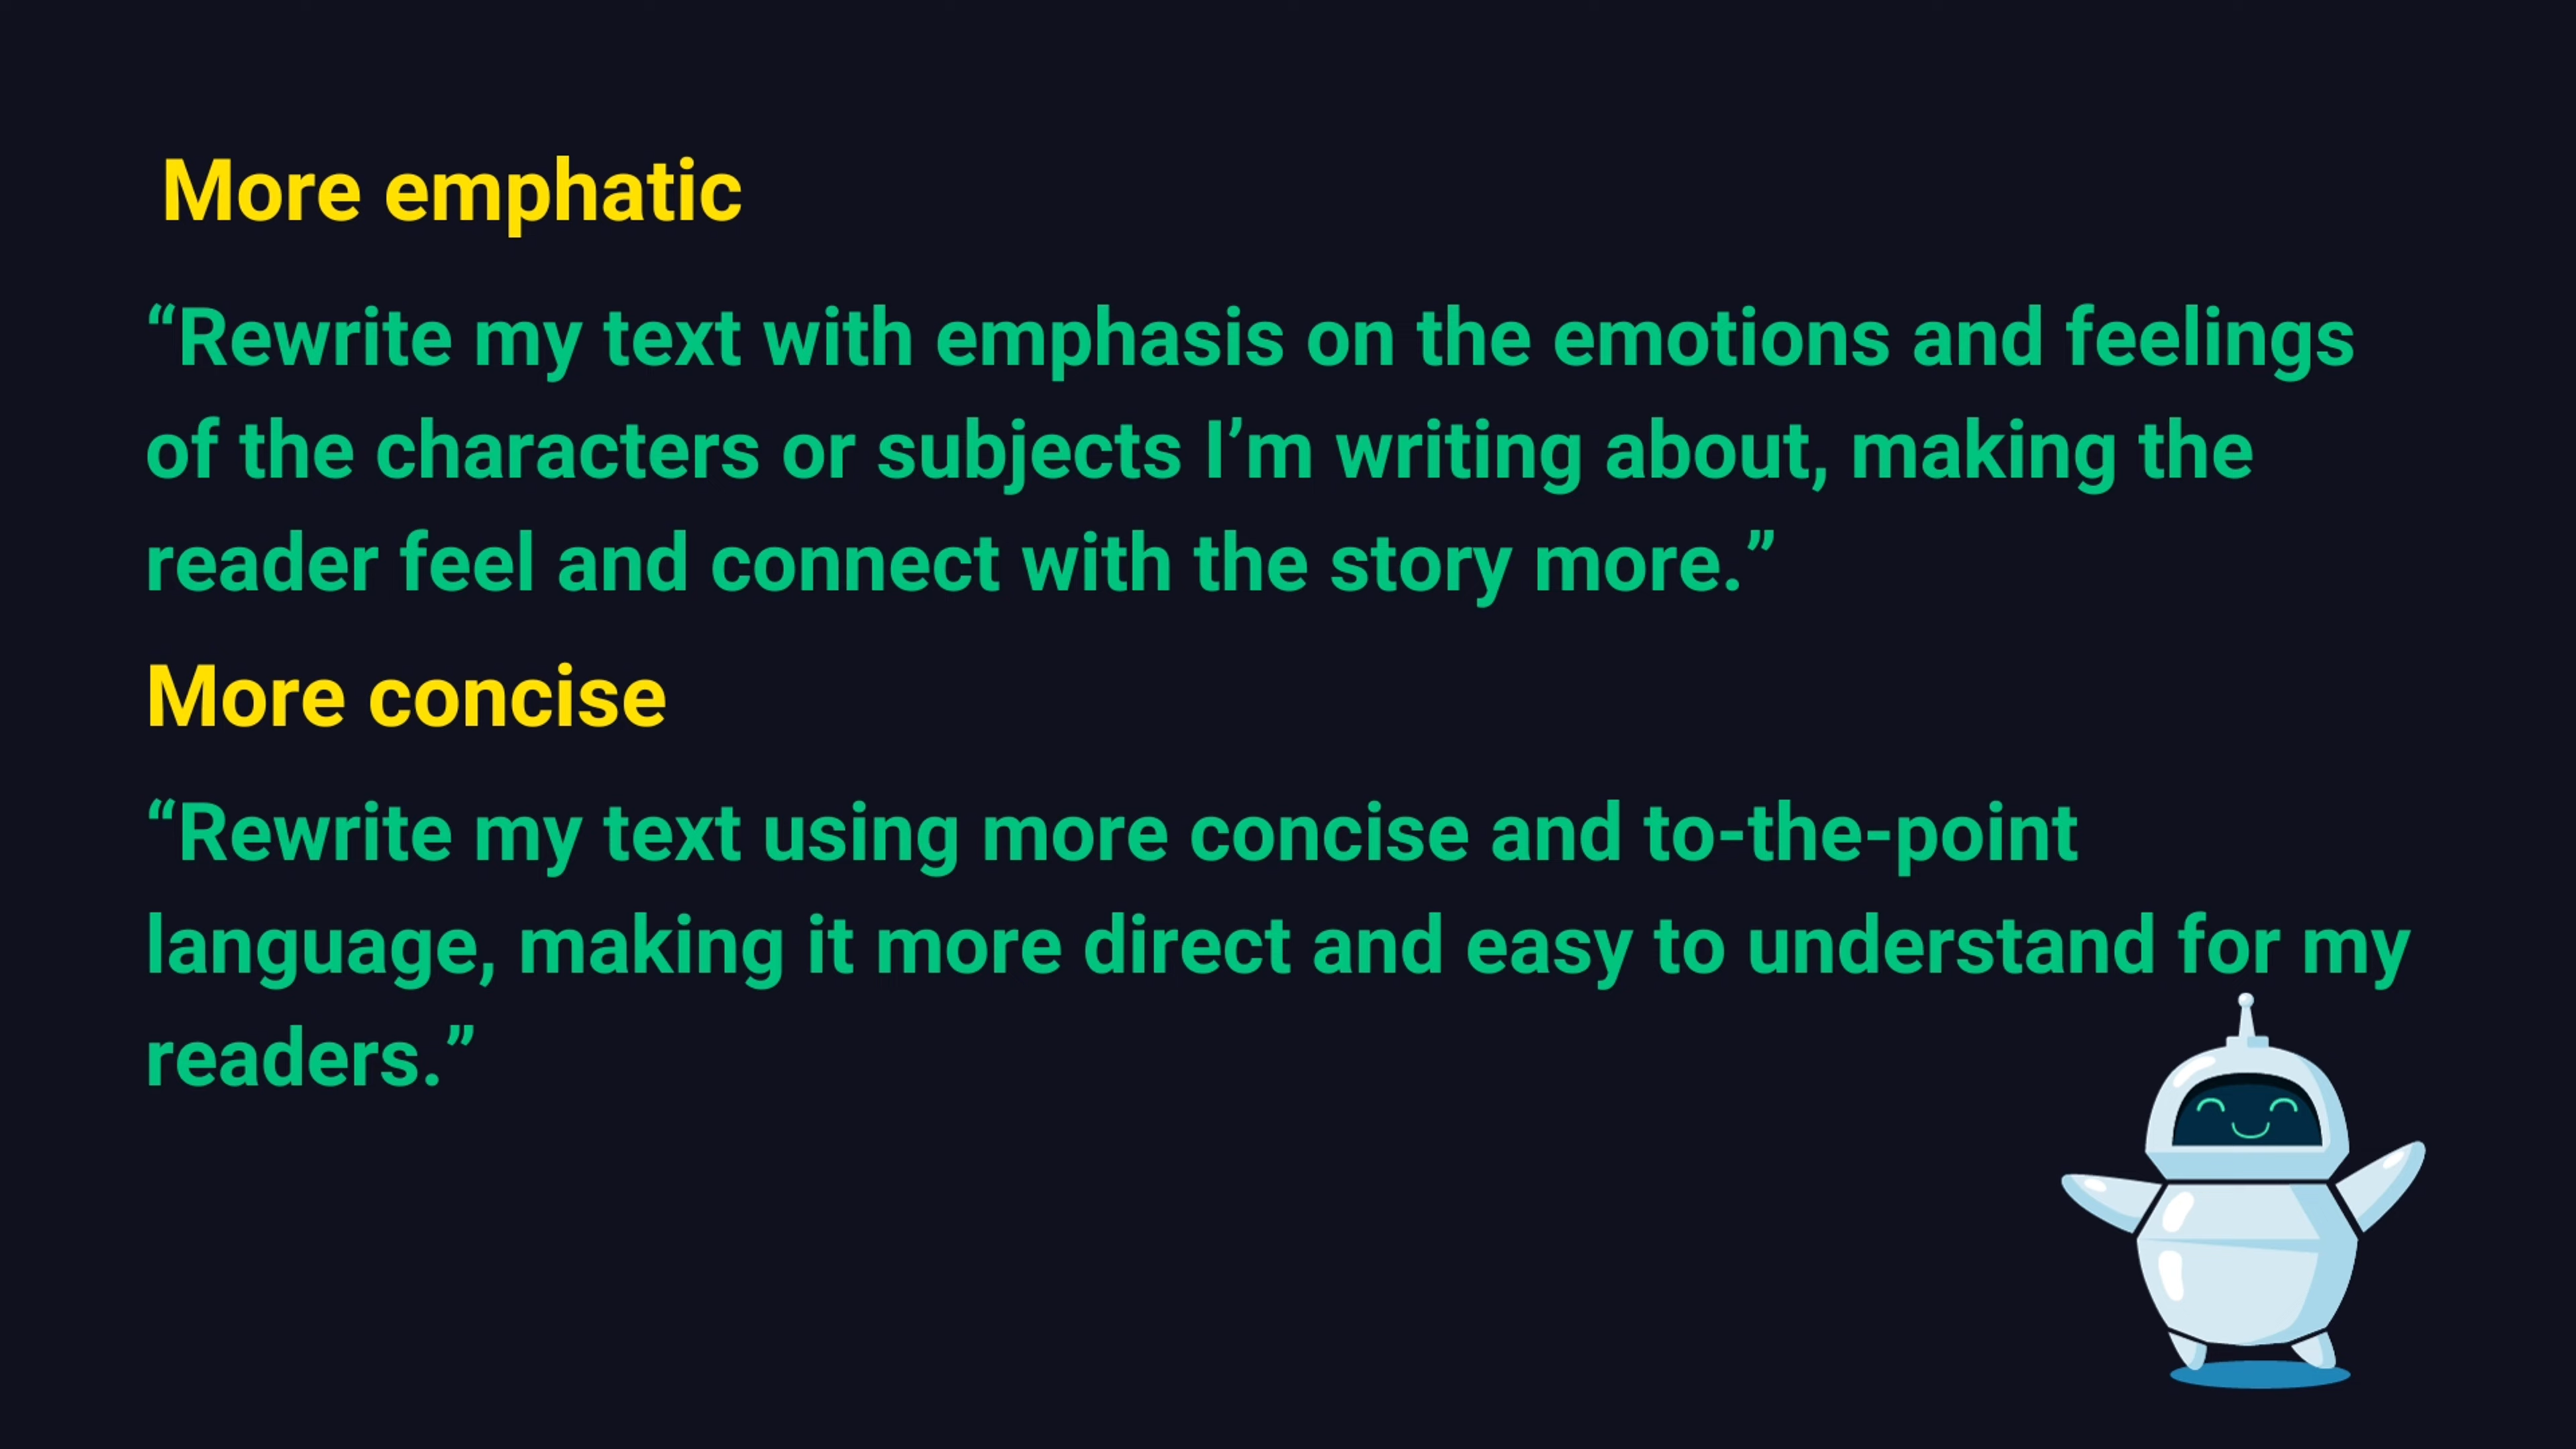 More emphatic
“Rewrite my text with emphasis on the emotions and feelings
of the characters or subjects I’m writing about, making the
reader feel and connect with the story more.”
More concise
“Rewrite my text using more concise and to-the-point
language, making it more direct and easy to understand for my
readers.”